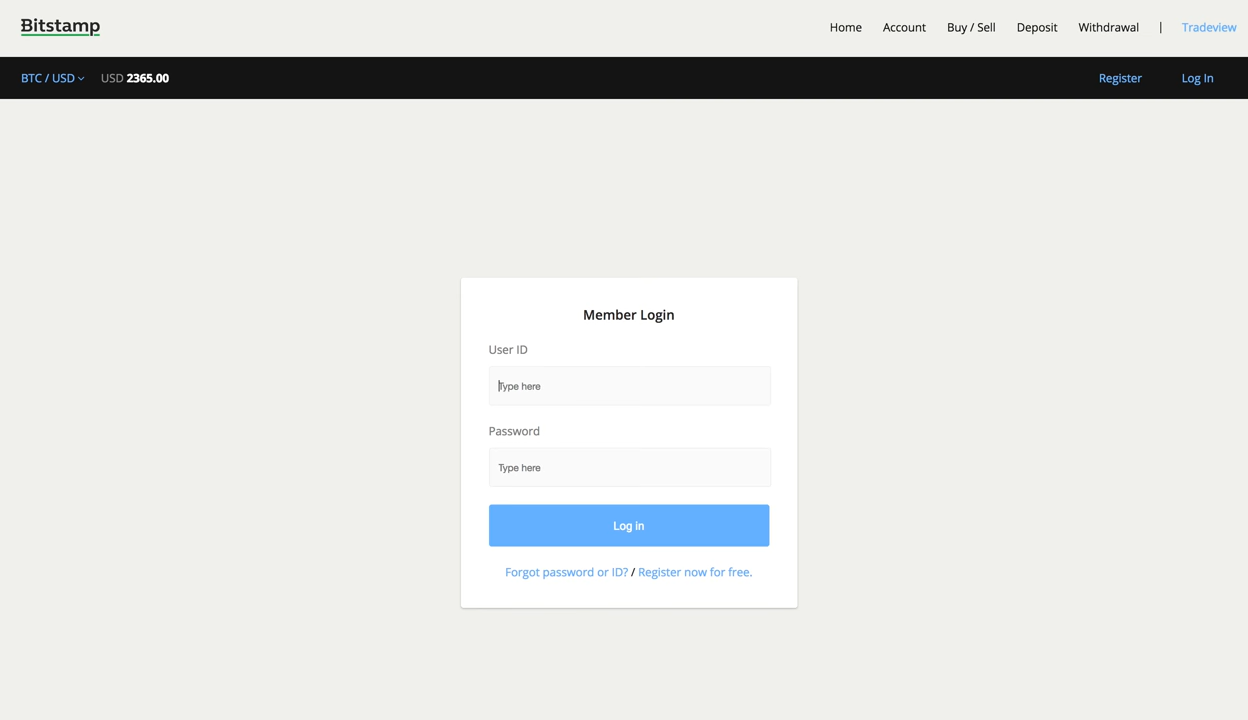 Bitstamp
Home Account Buy / Sell Deposit Withdrawal | Tradeview
BTC / USD USD 2365.00 Register Log In
Member Login
User ID
Type here
Password
Type here
Log in
Forgot password or ID? / Register now for free.